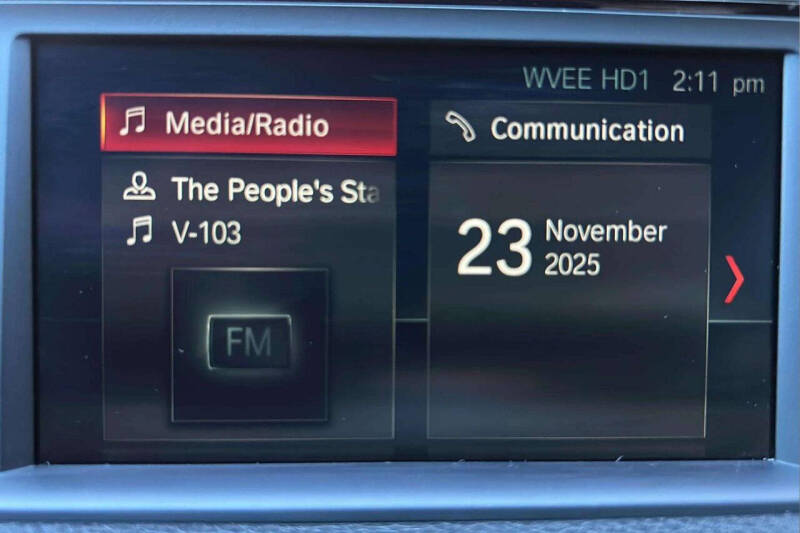 WVEE HD1 2:11 pm
Media/Radio
The People's Sta
V-103
FM
Communication
23 November
2025